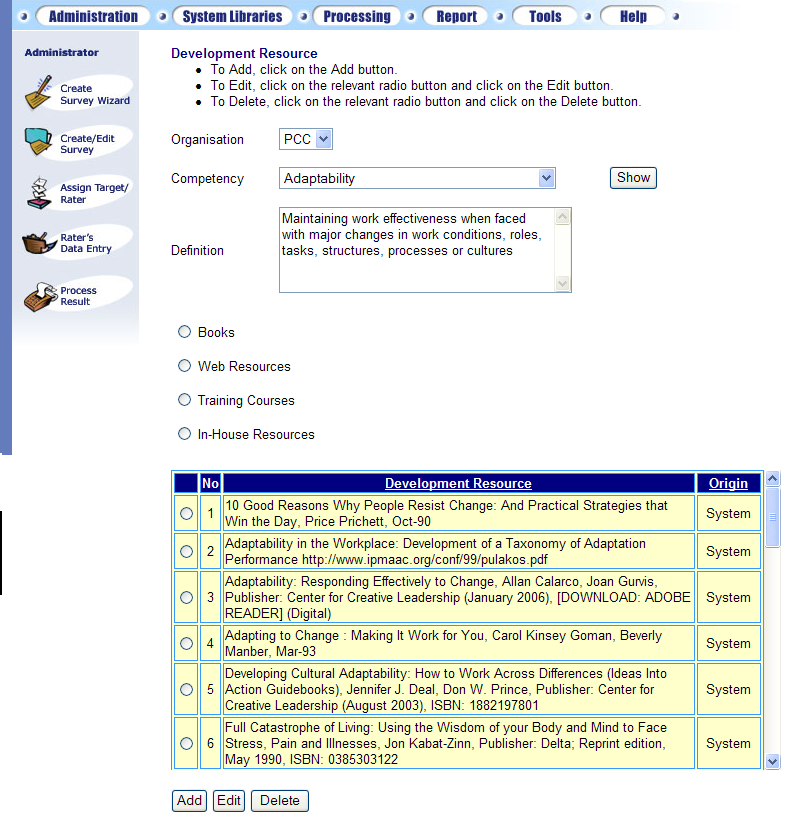 Administration System Libraries Processing Report Tools Help
Administrator
Create
Survey Wizard
Create/Edit
Survey
Assign Target/
Rater
Rater's
Data Entry
Process
Result
Development Resource
• To Add, click on the Add button.
• To Edit, click on the relevant radio button and click on the Edit button.
• To Delete, click on the relevant radio button and click on the Delete button.
Organisation PCC
Competency Adaptability Show
Definition
Maintaining work effectiveness when faced
with major changes in work conditions, roles,
tasks, structures, processes or cultures
Books
Web Resources
Training Courses
In-House Resources
No Development Resource Origin
1 10 Good Reasons Why People Resist Change: And Practical Strategies that
Win the Day, Price Prichett, Oct-90 System
2 Adaptability in the Workplace: Development of a Taxonomy of Adaptation
Performance http://www.ipmaac.org/conf/99/pulakos.pdf System
3 Adaptability: Responding Effectively to Change, Allan Calarco, Joan Gurvis,
Publisher: Center for Creative Leadership (January 2006), [DOWNLOAD: ADOBE
READER] (Digital) System
4 Adapting to Change : Making It Work for You, Carol Kinsey Goman, Beverly
Manber, Mar-93 System
5 Developing Cultural Adaptability: How to Work Across Differences (Ideas Into
Action Guidebooks), Jennifer J. Deal, Don W. Prince, Publisher: Center for
Creative Leadership (August 2003), ISBN: 1882197801 System
6 Full Catastrophe of Living: Using the Wisdom of your Body and Mind to Face
Stress, Pain and Illnesses, Jon Kabat-Zinn, Publisher: Delta; Reprint edition,
May 1990, ISBN: 0385303122 System
Add Edit Delete